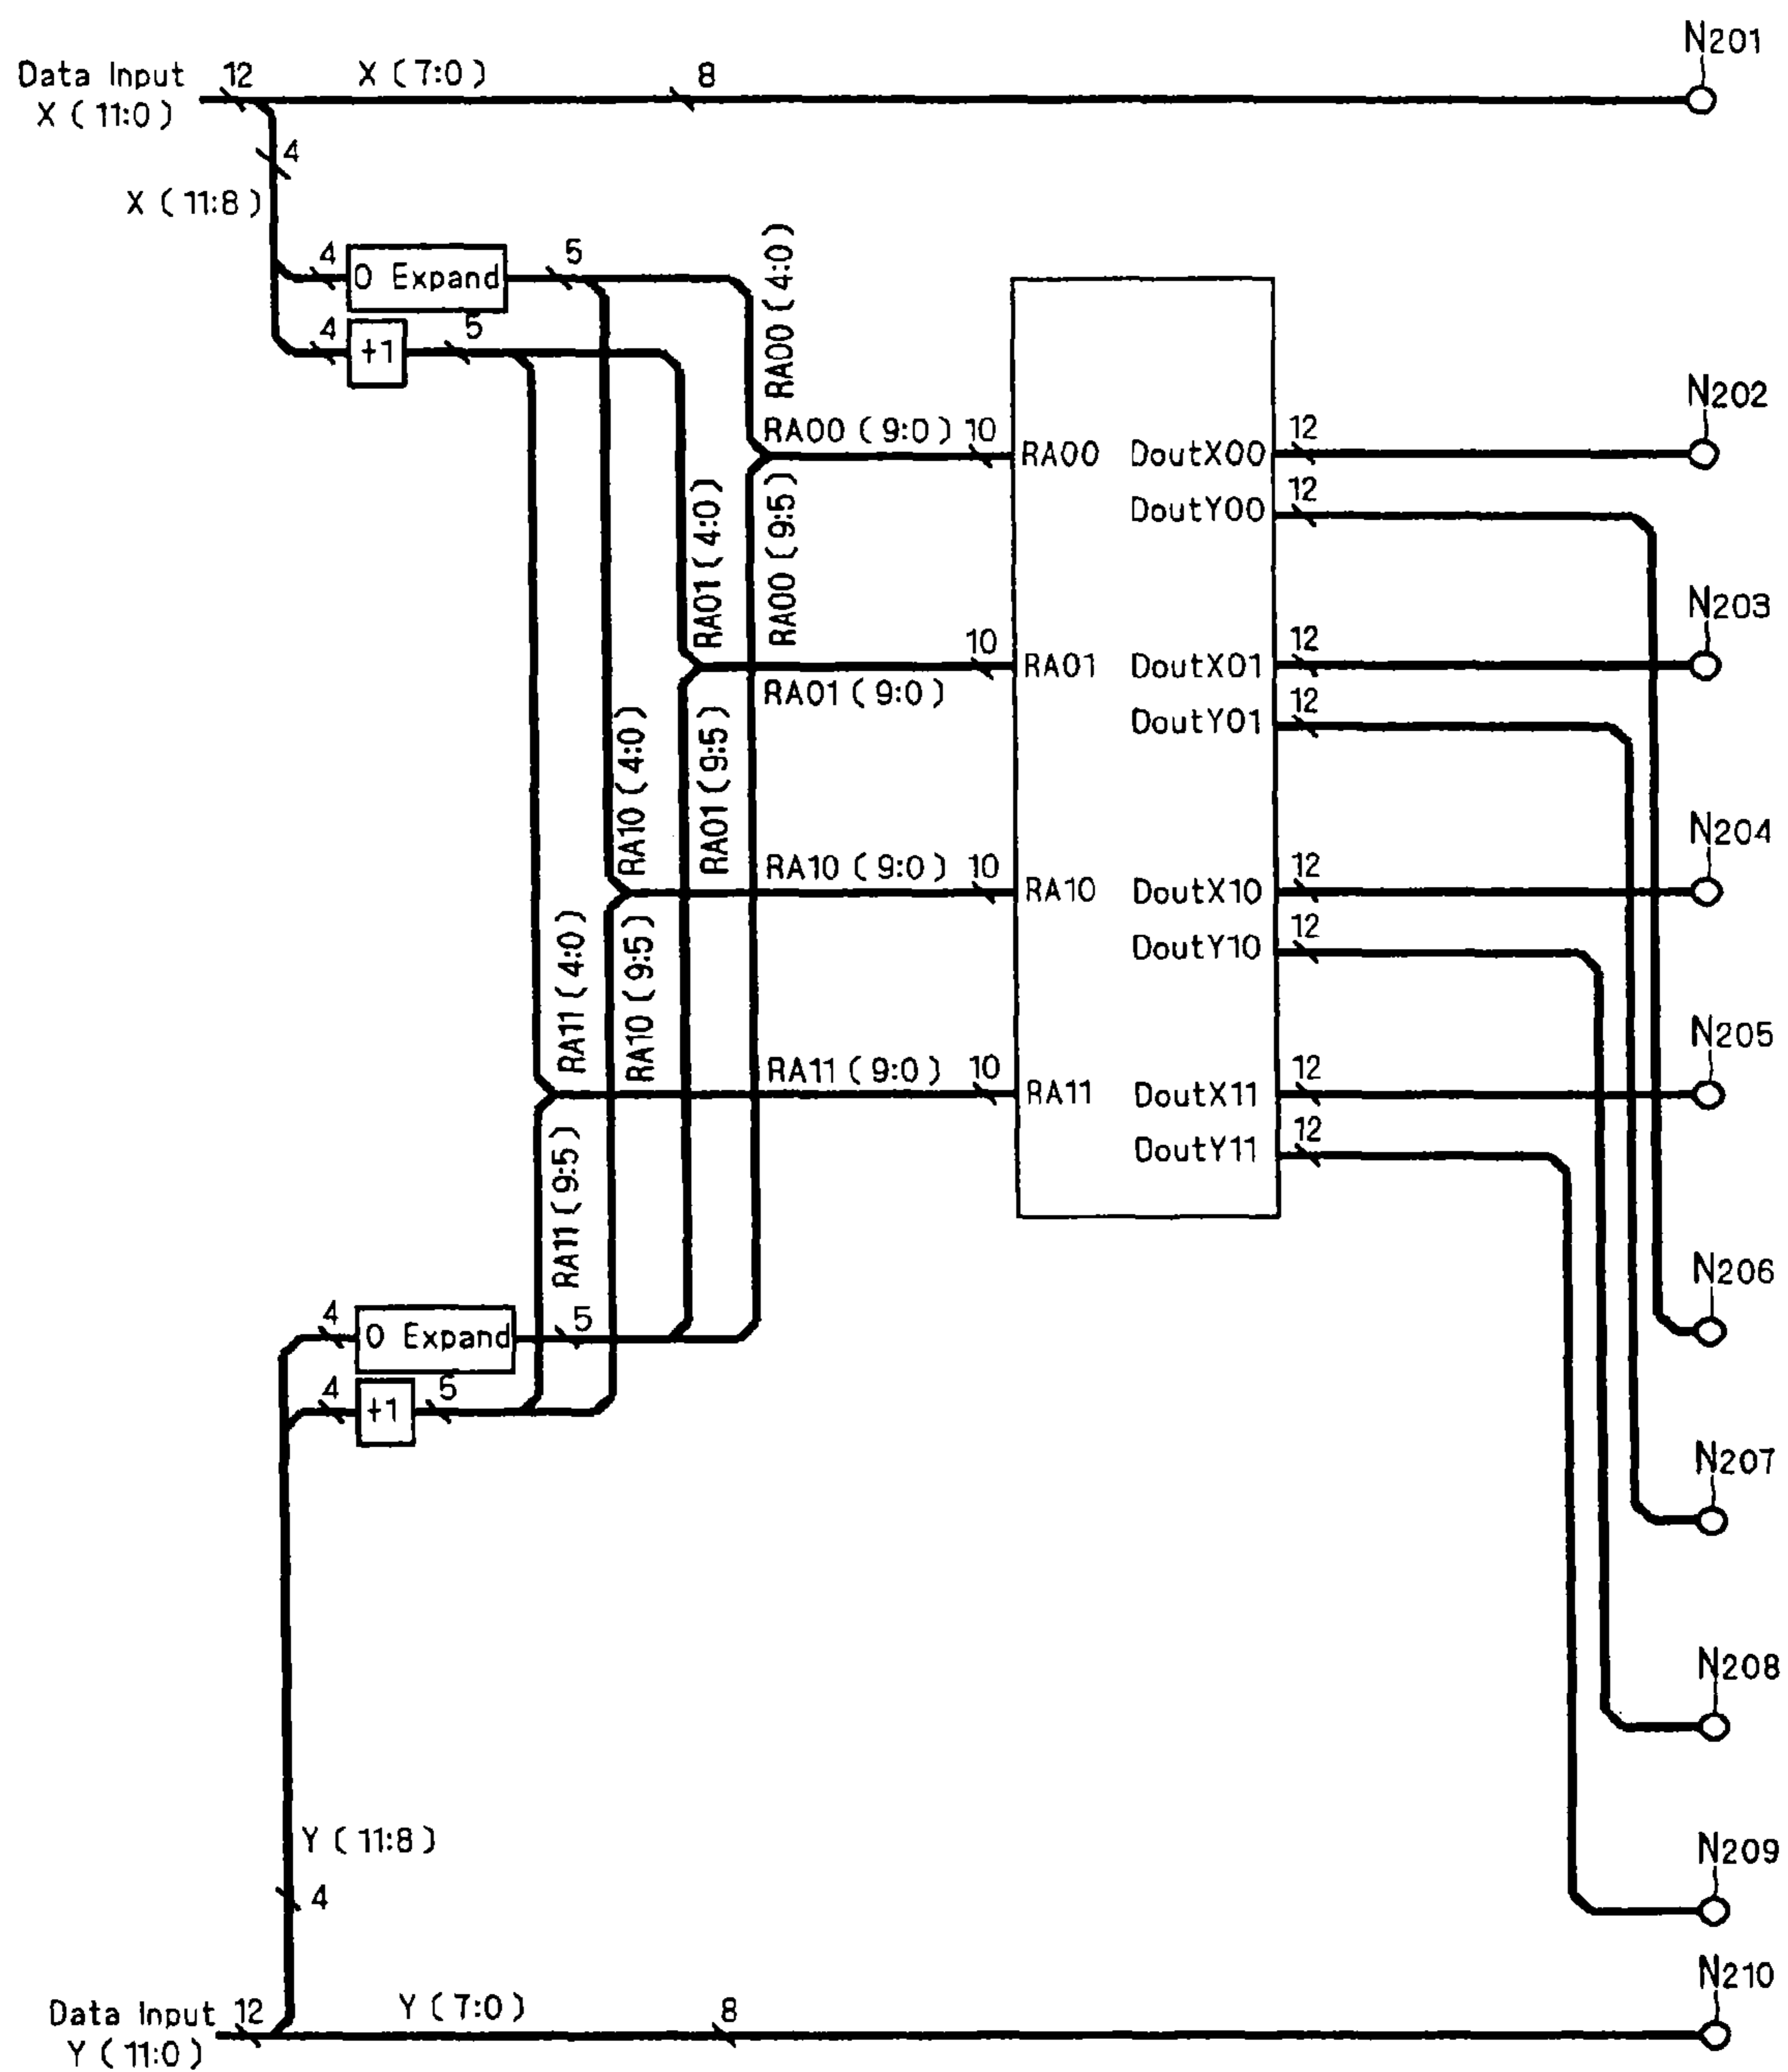 N201
Data Input
X ( 11:0 )
12
X ( 7:0 )
8
4
X ( 11:8 )
4
0 Expand
5
4
+1
5
RA00 ( 4:0 )
RA00 ( 9:0 )
10
RA00
DoutX00
12
N202
DoutY00
12
RA01 ( 4:0 )
RA00 ( 9:5 )
10
RA01 ( 9:0 )
RA01
DoutX01
12
N203
DoutY01
12
RA10 ( 4:0 )
RA01 ( 9:5 )
RA10 ( 9:0 )
10
RA10
DoutX10
12
N204
DoutY10
12
RA11 ( 4:0 )
RA10 ( 9:5 )
RA11 ( 9:0 )
10
RA11
DoutX11
12
N205
DoutY11
12
RA11 ( 9:5 )
N206
4
0 Expand
5
4
+1
5
N207
N208
Y ( 11:8 )
4
N209
N210
Data Input
Y ( 11:0 )
12
Y ( 7:0 )
8